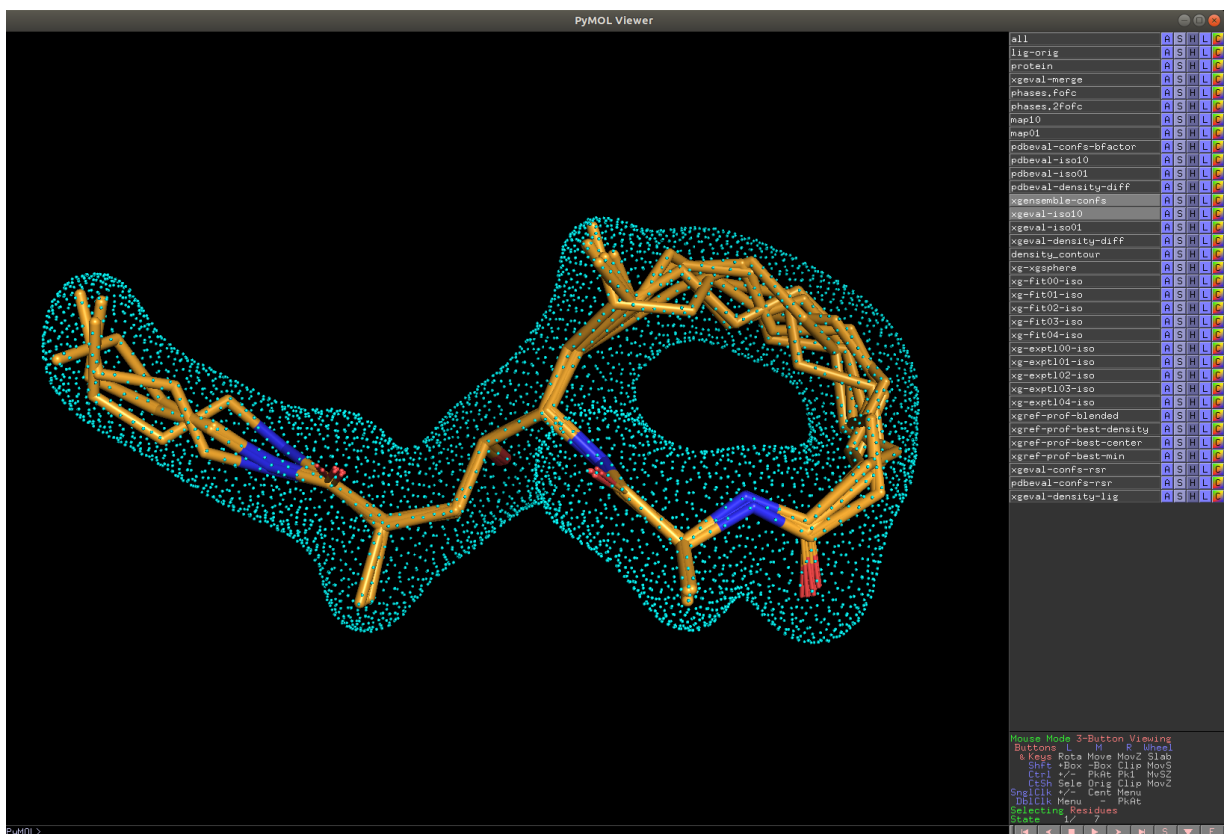 PyMOL Viewer
all A S H L C
lig-orig A S H L C
protein A S H L C
xgeval-merge A S H L C
phases.fofc A S H L C
phases.2fofc A S H L C
map10 A S H L C
map01 A S H L C
pdbeval-confs-bfactor A S H L C
pdbeval-iso10 A S H L C
pdbeval-iso01 A S H L C
pdbeval-density-diff A S H L C
xgensemble-confs A S H L C
xgeval-iso10 A S H L C
xgeval-iso01 A S H L C
xgeval-density-diff A S H L C
density_contour A S H L C
xg-xgsphere A S H L C
xg-fit00-iso A S H L C
xg-fit01-iso A S H L C
xg-fit02-iso A S H L C
xg-fit03-iso A S H L C
xg-fit04-iso A S H L C
xg-exptl00-iso A S H L C
xg-exptl01-iso A S H L C
xg-exptl02-iso A S H L C
xg-exptl03-iso A S H L C
xg-exptl04-iso A S H L C
xgref-prof-blended A S H L C
xgref-prof-best-density A S H L C
xgref-prof-best-center A S H L C
xgref-prof-best-min A S H L C
xgeval-confs-rsr A S H L C
pdbeval-confs-rsr A S H L C
xgeval-density-lig A S H L C
Mouse Mode 3-Button Viewing
Buttons L M R Wheel
& Keys Rota Move MovZ Slab
Shft +Box -Box Clip MovS
Ctrl +/- PkAt Pk1 MvSZ
CtSh Sele Orig Clip MovZ
SnglClk +/- Cent Menu
DblClk Menu - PkAt
Selecting Residues
State 1/ 7
PyMOL>
S F